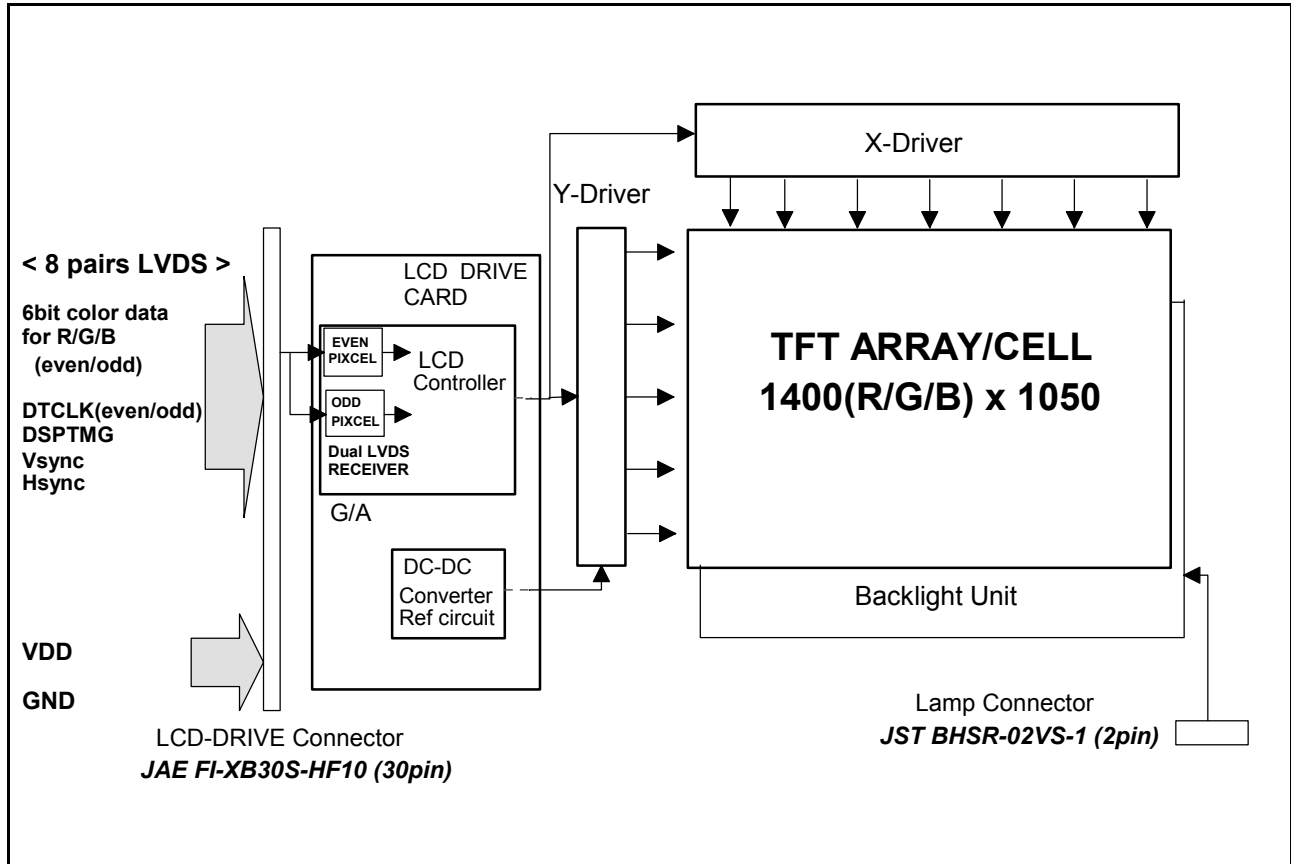 X-Driver
Y-Driver
< 8 pairs LVDS >
6bit color data
for R/G/B
(even/odd)
DTCLK(even/odd)
DSPTMG
Vsync
Hsync
VDD
GND
LCD DRIVE
CARD
EVEN
PIXCEL
LCD
Controller
ODD
PIXCEL
Dual LVDS
RECEIVER
G/A
DC-DC
Converter
Ref circuit
TFT ARRAY/CELL
1400(R/G/B) x 1050
Backlight Unit
LCD-DRIVE Connector
JAE FI-XB30S-HF10 (30pin)
Lamp Connector
JST BHSR-02VS-1 (2pin)